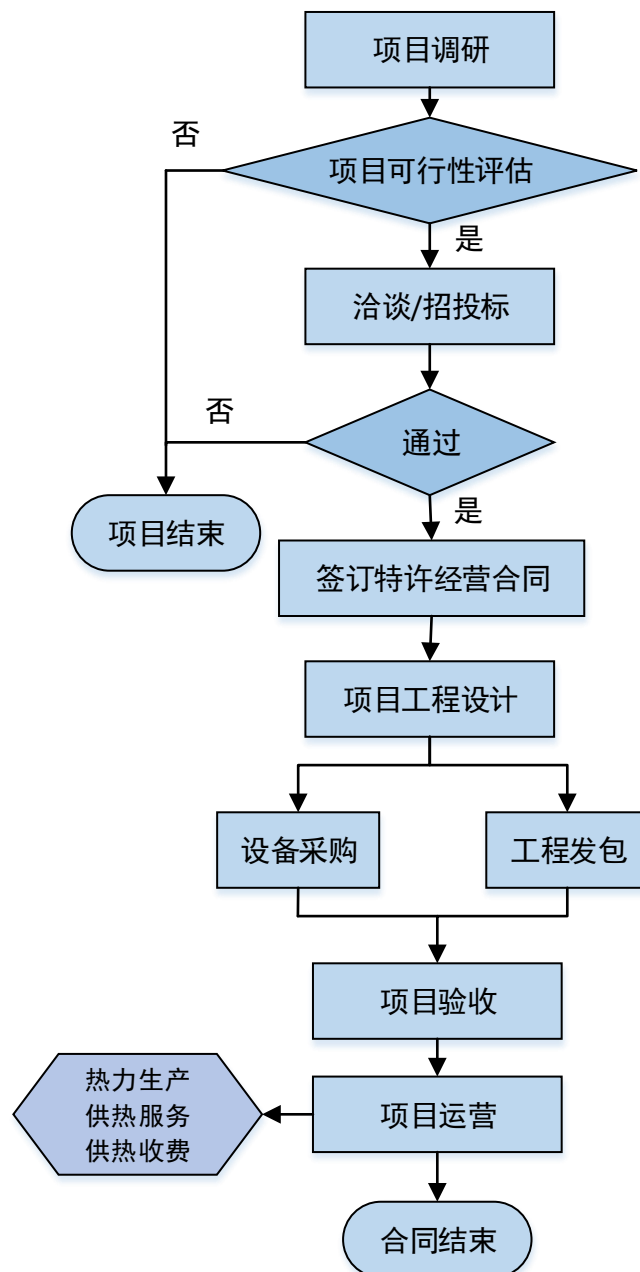 项目调研
否
项目可行性评估
是
洽谈/招投标
否
通过
项目结束
是
签订特许经营合同
项目工程设计
设备采购
工程发包
项目验收
热力生产
供热服务
供热收费
项目运营
合同结束